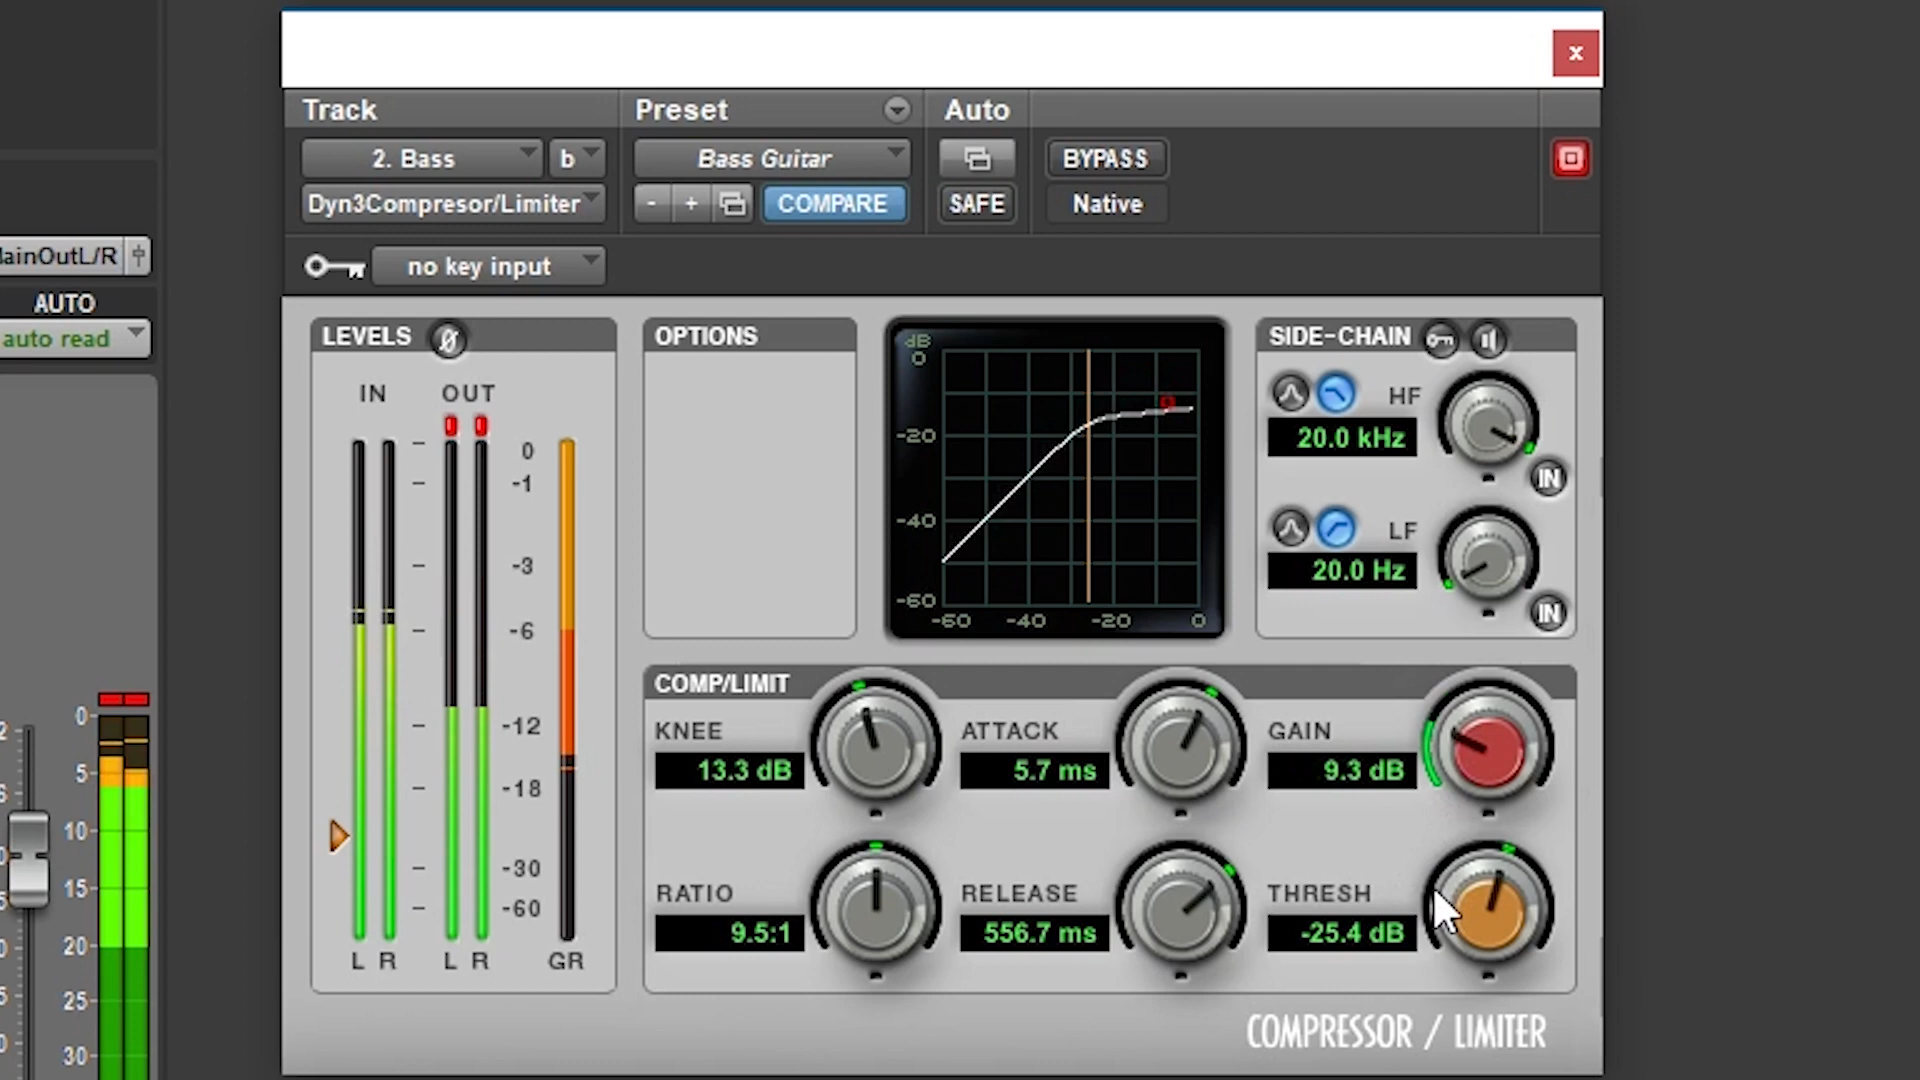 x
Track Preset Auto
2. Bass b Bass Guitar BYPASS
Dyn3Compresor/Limiter - + COMPARE SAFE Native
no key input
ainOutL/R
AUTO
auto read
LEVELS Ø OPTIONS SIDE-CHAIN
IN OUT
0
-1
-3
-6
-12
-18
-30
-60
L R L R GR
dB
0
-20
-40
-60
-60 -40 -20 0
HF
20.0 kHz
IN
LF
20.0 Hz
IN
COMP/LIMIT
KNEE ATTACK GAIN
13.3 dB 5.7 ms 9.3 dB
RATIO RELEASE THRESH
9.5:1 556.7 ms -25.4 dB
COMPRESSOR / LIMITER
0
5
10
15
20
25
30